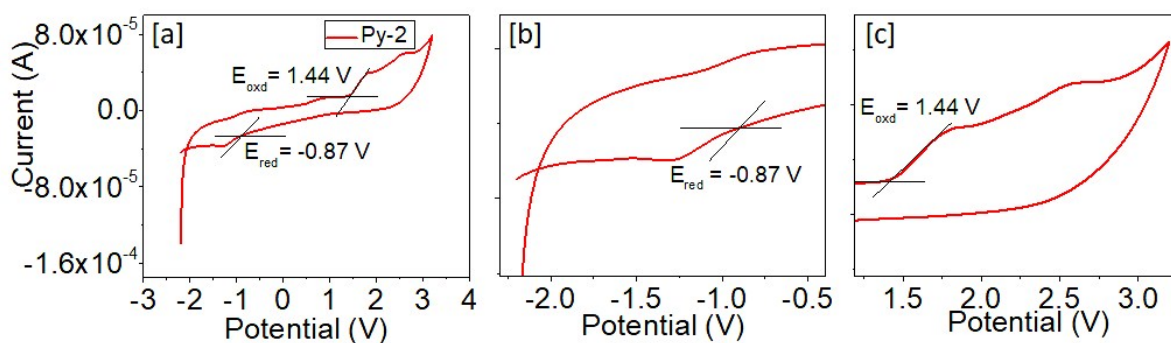 Current (A)
8.0x10⁻⁵
0.0
-8.0x10⁻⁵
-1.6x10⁻⁴
[a]
Py-2
E_oxd = 1.44 V
E_red = -0.87 V
-3 -2 -1 0 1 2 3 4
Potential (V)
[b]
E_red = -0.87 V
-2.0 -1.5 -1.0 -0.5
Potential (V)
[c]
E_oxd = 1.44 V
1.5 2.0 2.5 3.0
Potential (V)